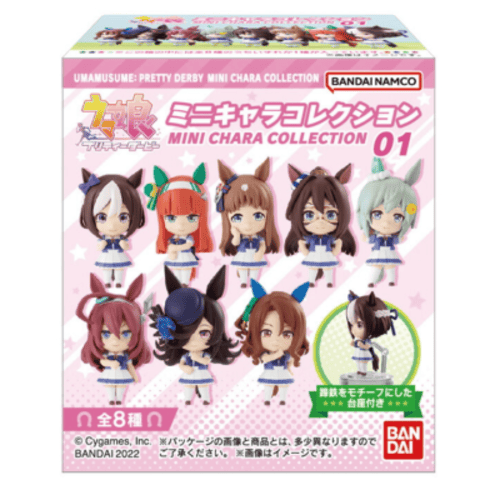 UMAMUSUME: PRETTY DERBY MINI CHARA COLLECTION
BANDAI NAMCO
ウマ娘
プリティーダービー
ミニキャラコレクション
MINI CHARA COLLECTION 01
蹄鉄をモチーフにした
台座付き
全8種
© Cygames, Inc.
BANDAI 2022
※パッケージの画像と商品とは、多少異なりますので
ご了承ください。 ※画像はイメージです。
BAN
DAI